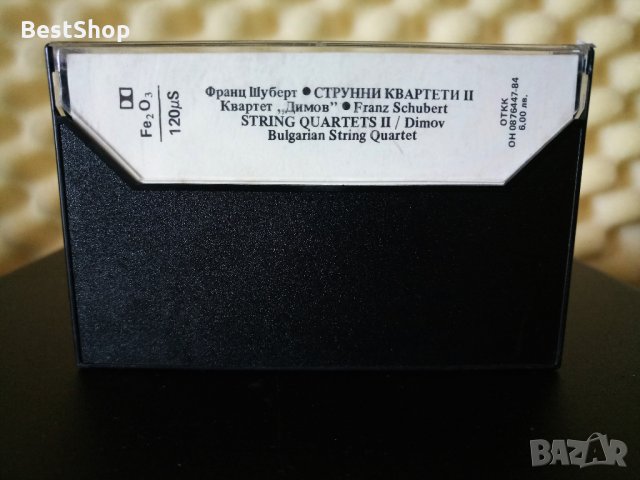 BestShop
Fe2O3
120µS
Франц Шуберт ● СТРУННИ КВАРТЕТИ II
Квартет „Димов” ● Franz Schubert
STRING QUARTETS II / Dimov
Bulgarian String Quartet
ОТКК
ОН 0876447-84
6,00 лв.
BAZAR